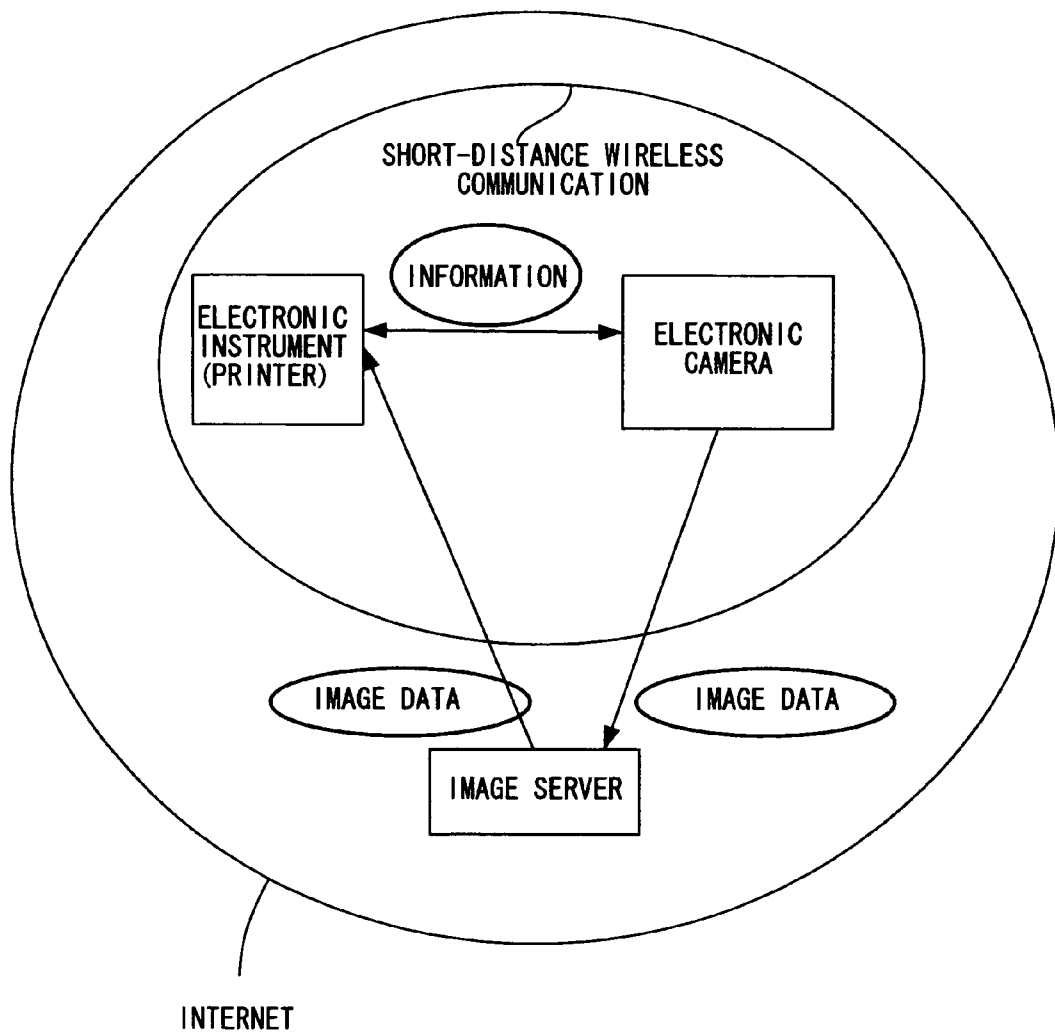 SHORT-DISTANCE WIRELESS
COMMUNICATION
INFORMATION
ELECTRONIC
INSTRUMENT
(PRINTER)
ELECTRONIC
CAMERA
IMAGE DATA
IMAGE DATA
IMAGE SERVER
INTERNET